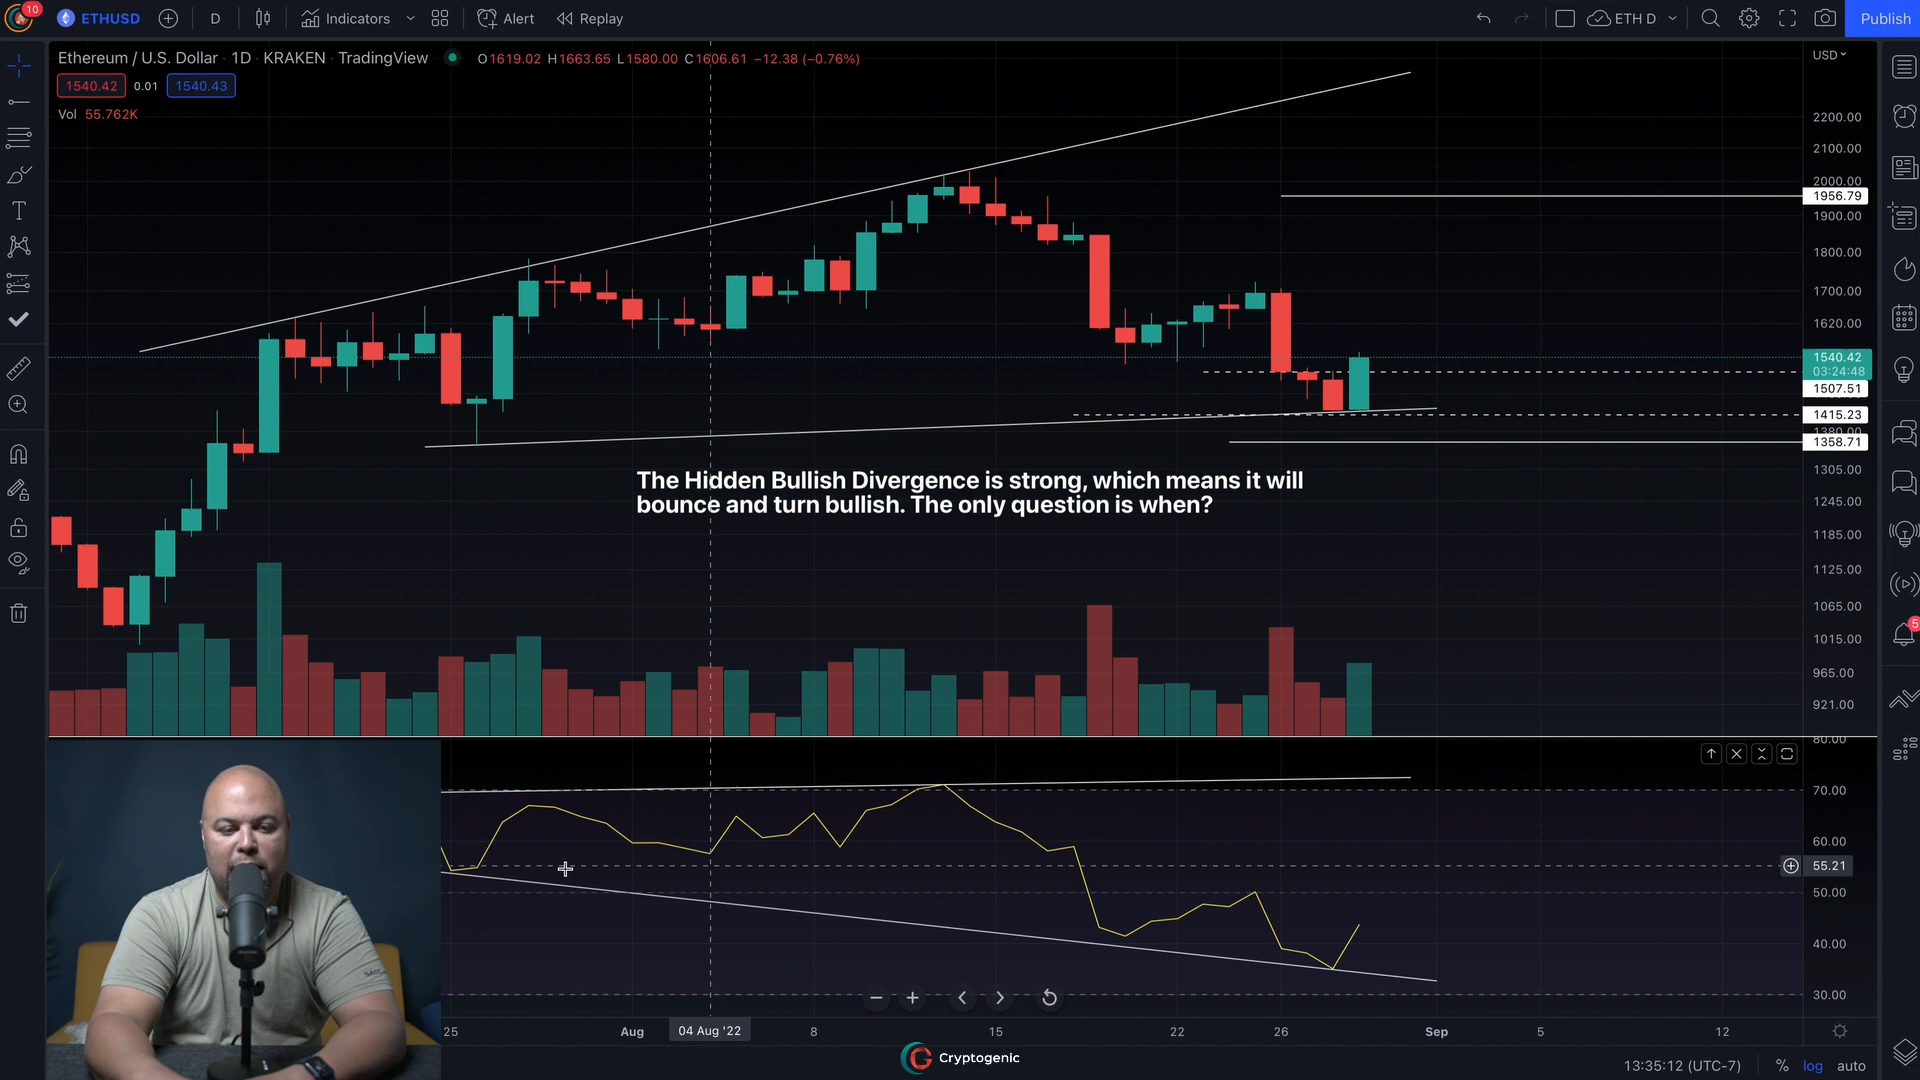 10
ETHUSD
D
Indicators
Alert
Replay
ETH D
Publish
Ethereum / U.S. Dollar · 1D · KRAKEN · TradingView
O1619.02 H1663.65 L1580.00 C1606.61 −12.38 (−0.76%)
USD
1540.42
0.01
1540.43
Vol 55.762K
2200.00
2100.00
2000.00
1956.79
1900.00
1800.00
1700.00
1620.00
1540.42
03:24:48
1507.51
1415.23
1380.00
1358.71
1305.00
1245.00
1185.00
1125.00
1065.00
1015.00
965.00
921.00
The Hidden Bullish Divergence is strong, which means it will
bounce and turn bullish. The only question is when?
5
80.00
70.00
60.00
55.21
50.00
40.00
30.00
25
Aug
04 Aug '22
8
15
22
26
Sep
5
12
Cryptogenic
13:35:12 (UTC-7)
%
log
auto